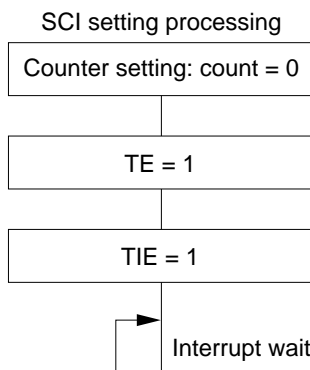 SCI setting processing
Counter setting: count = 0
TE = 1
TIE = 1
Interrupt wait